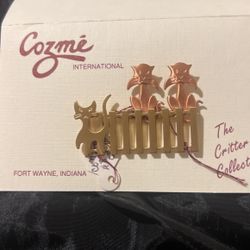 Cozmé
INTERNATIONAL
The
Critter
Collect
FORT WAYNE, INDIANA